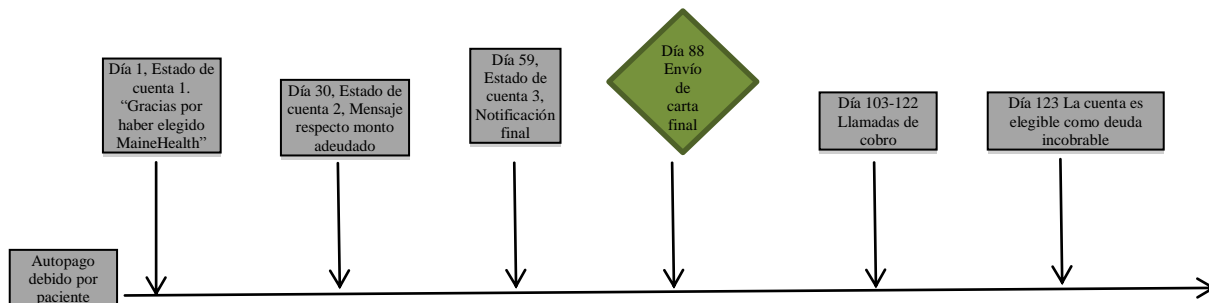 Día 1, Estado de
cuenta 1.
“Gracias por
haber elegido
MaineHealth”
Día 30, Estado de
cuenta 2, Mensaje
respecto monto
adeudado
Día 59,
Estado de
cuenta 3,
Notificación
final
Día 88
Envío
de
carta
final
Día 103-122
Llamadas de
cobro
Día 123 La cuenta es
elegible como deuda
incobrable
Autopago
debido por
paciente